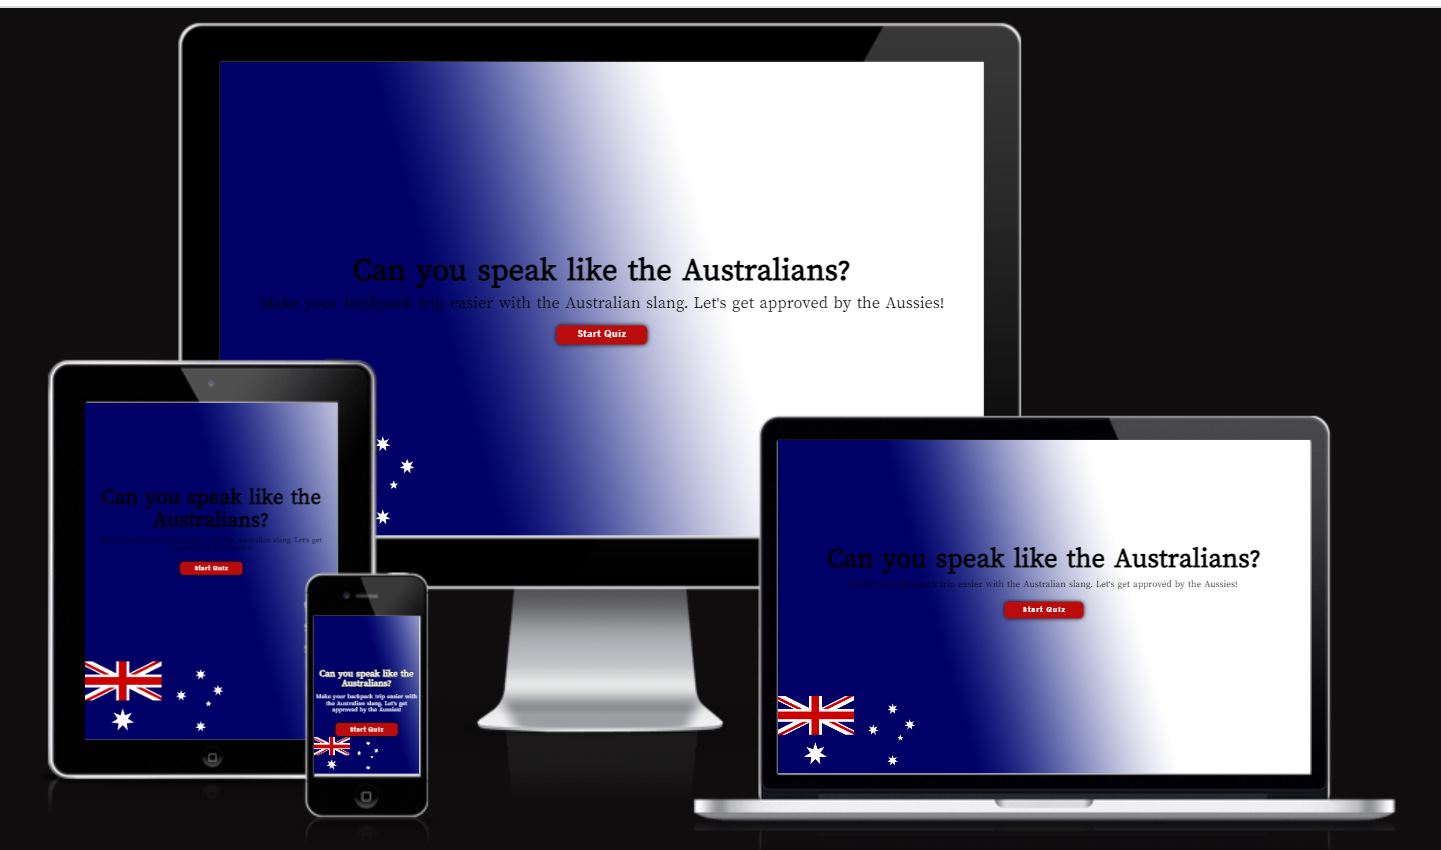 Can you speak like the Australians?
Make your backpack trip easier with the Australian slang. Let's get approved by the Aussies!
Start Quiz
Can you speak like the
Australians?
slang. Let's get
Start Quiz
Can you speak like the
Australians?
Make your backpack trip easier with
the Australian slang. Let's get
approved by the Aussies!
Start Quiz
Can you speak like the Australians?
Make your backpack trip easier with the Australian slang. Let's get approved by the Aussies!
Start Quiz